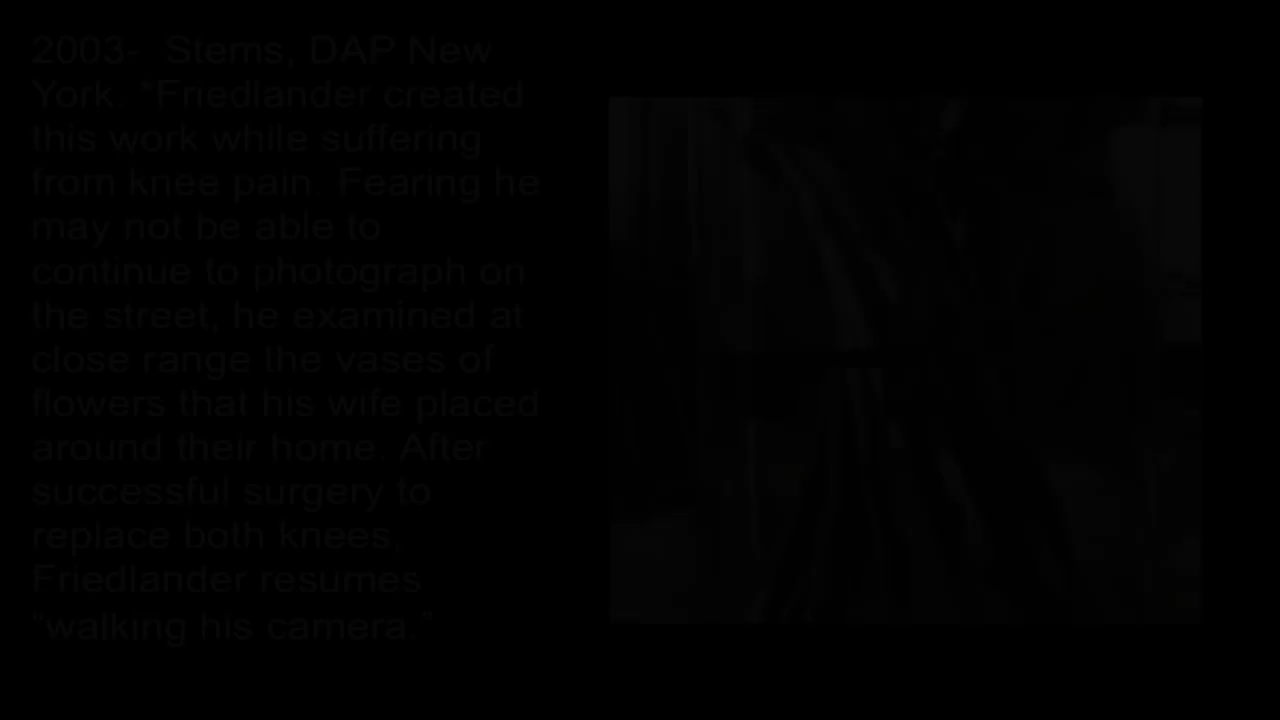 2003-  Stems, DAP New
York. "Friedlander created
this work while suffering
from knee pain. Fearing he
may not be able to
continue to photograph on
the street, he examined at
close range the vases of
flowers that his wife placed
around their home. After
successful surgery to
replace both knees,
Friedlander resumes
"walking his camera."